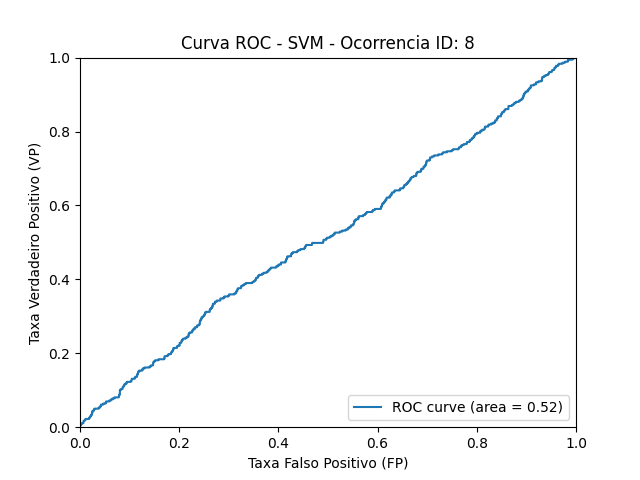 Curva ROC - SVM - Ocorrencia ID: 8
1.0
0.8
0.6
0.4
0.2
0.0
Taxa Verdadeiro Positivo (VP)
ROC curve (area = 0.52)
0.0 0.2 0.4 0.6 0.8 1.0
Taxa Falso Positivo (FP)